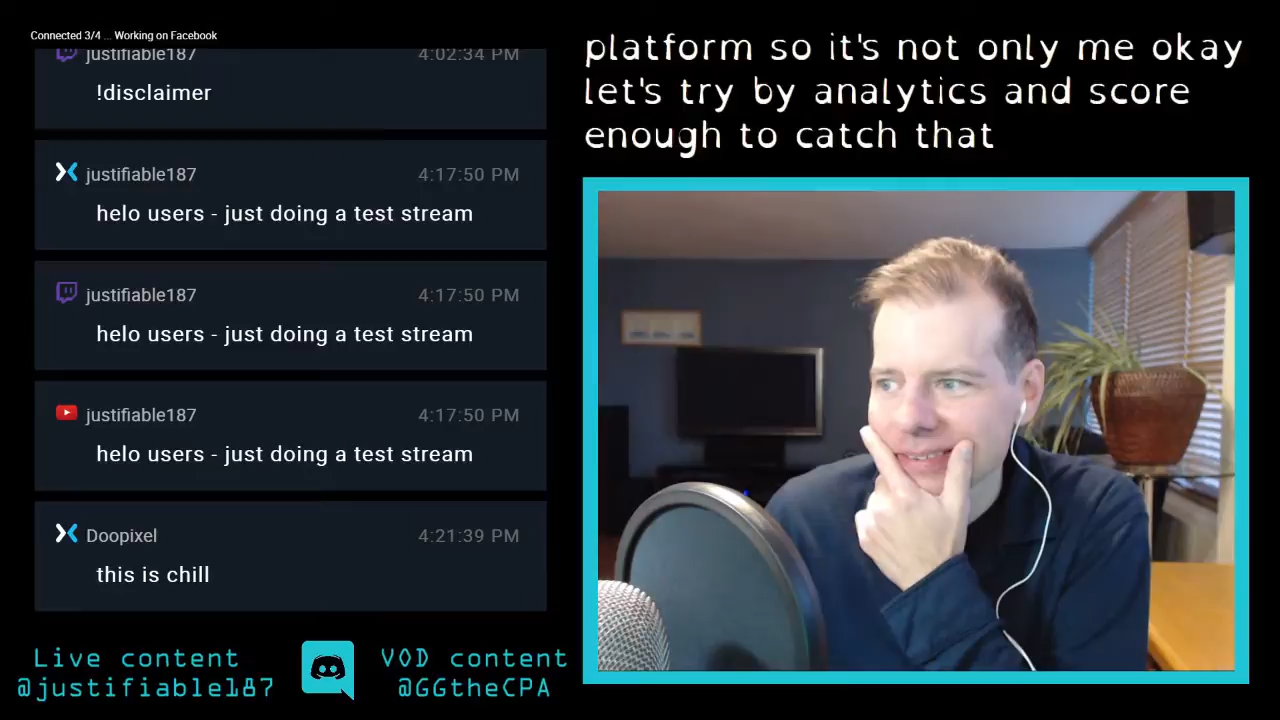 Connected 3/4 ... Working on Facebook
justifiable187 4:02:34 PM
!disclaimer
justifiable187 4:17:50 PM
helo users - just doing a test stream
justifiable187 4:17:50 PM
helo users - just doing a test stream
justifiable187 4:17:50 PM
helo users - just doing a test stream
Doopixel 4:21:39 PM
this is chill
Live content
@justifiable187
VOD content
@GGtheCPA
platform so it's not only me okay
let's try by analytics and score
enough to catch that